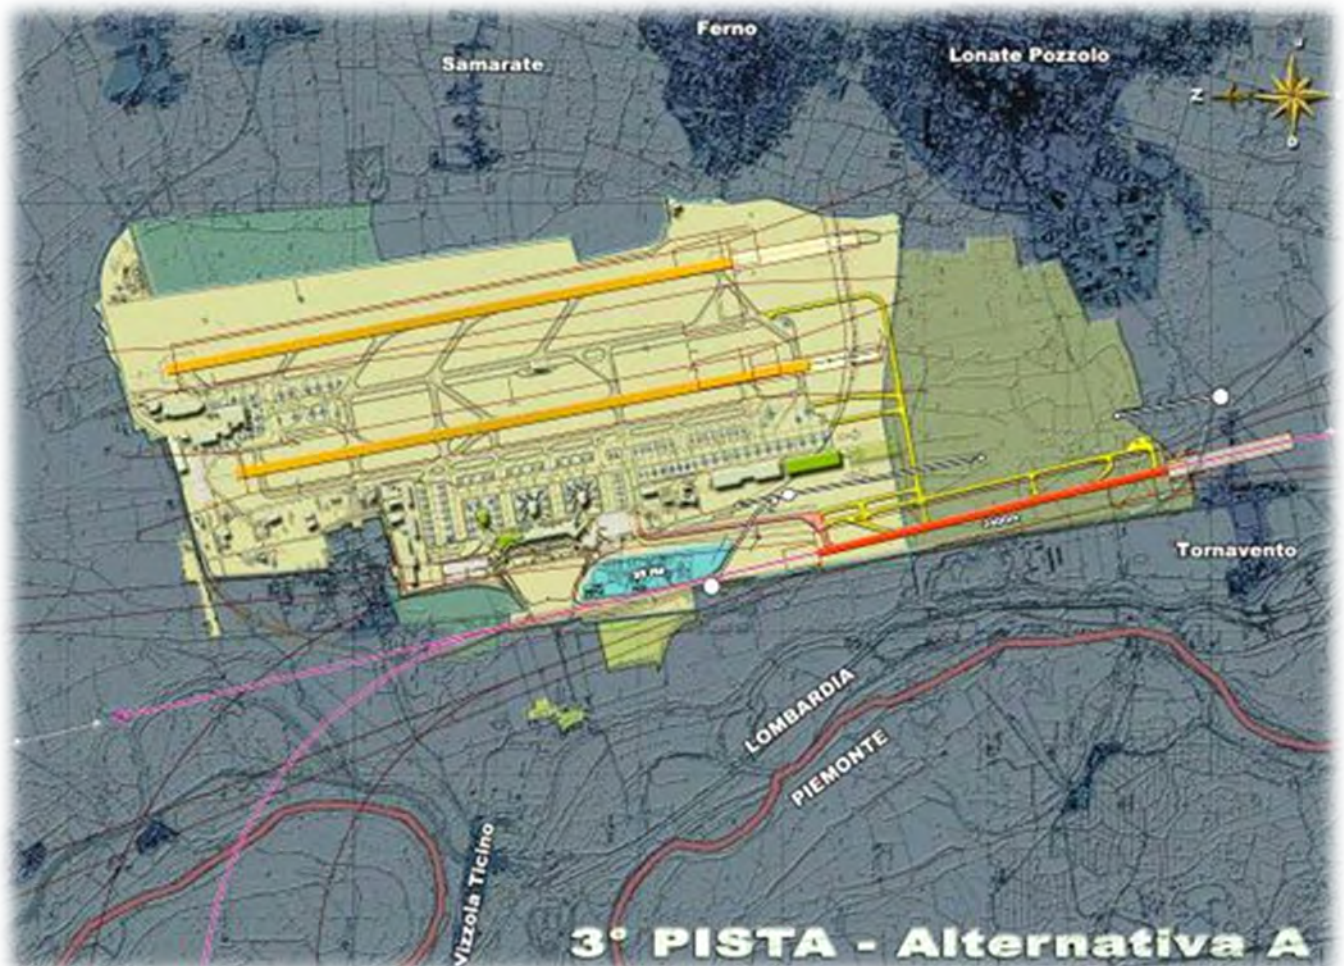 Ferno
Samarate
Lonate Pozzolo
N
Tornavento
LOMBARDIA
PIEMONTE
Vizzola Ticino
3° PISTA - Alternativa A